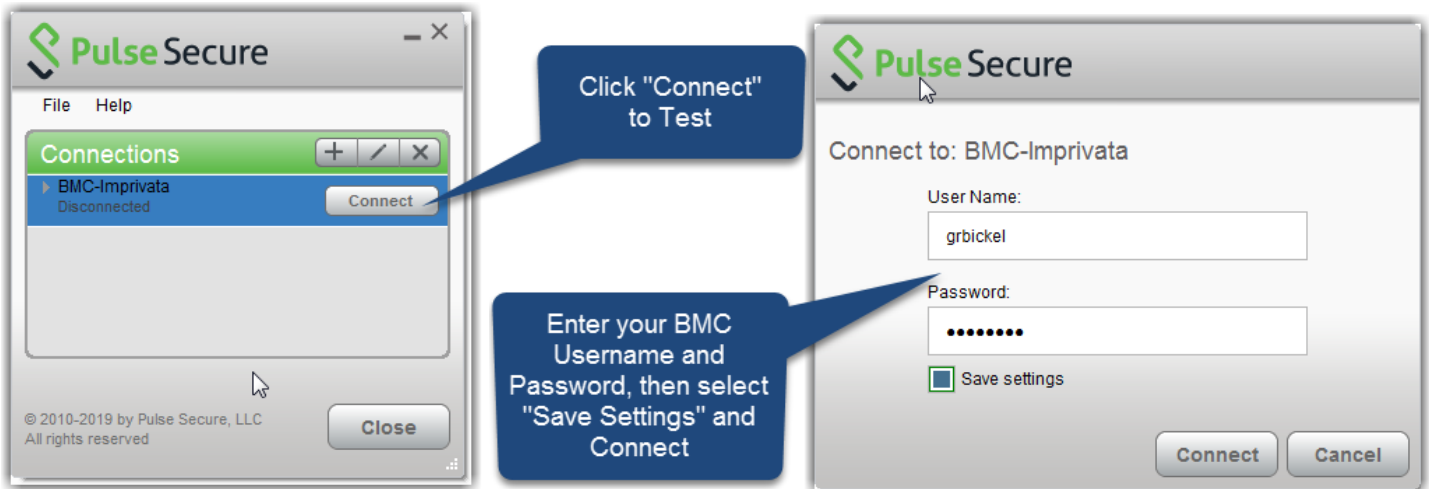 Pulse Secure
File Help
Connections
BMC-Imprivata
Disconnected
Connect
© 2010-2019 by Pulse Secure, LLC
All rights reserved
Close
Click "Connect"
to Test
Enter your BMC
Username and
Password, then select
"Save Settings" and
Connect
Pulse Secure
Connect to: BMC-Imprivata
User Name:
grbickel
Password:
••••••••
Save settings
Connect Cancel